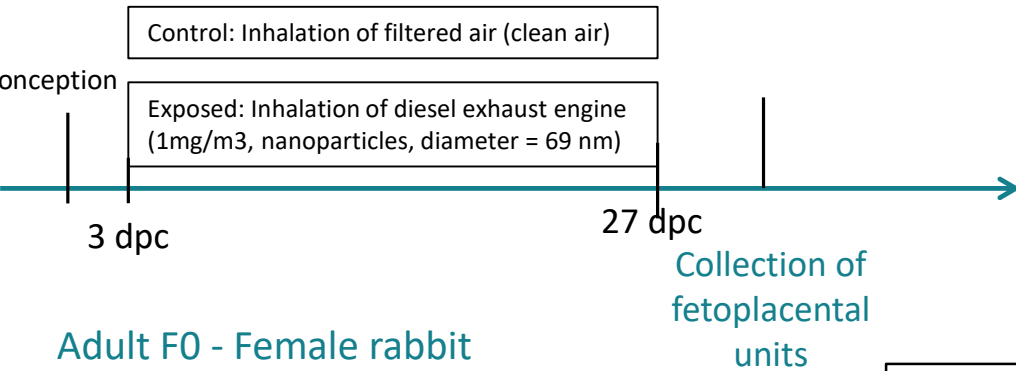 Control: Inhalation of filtered air (clean air)
onception
Exposed: Inhalation of diesel exhaust engine
(1mg/m3, nanoparticles, diameter = 69 nm)
3 dpc
27 dpc
Collection of
fetoplacental
units
Adult F0 - Female rabbit